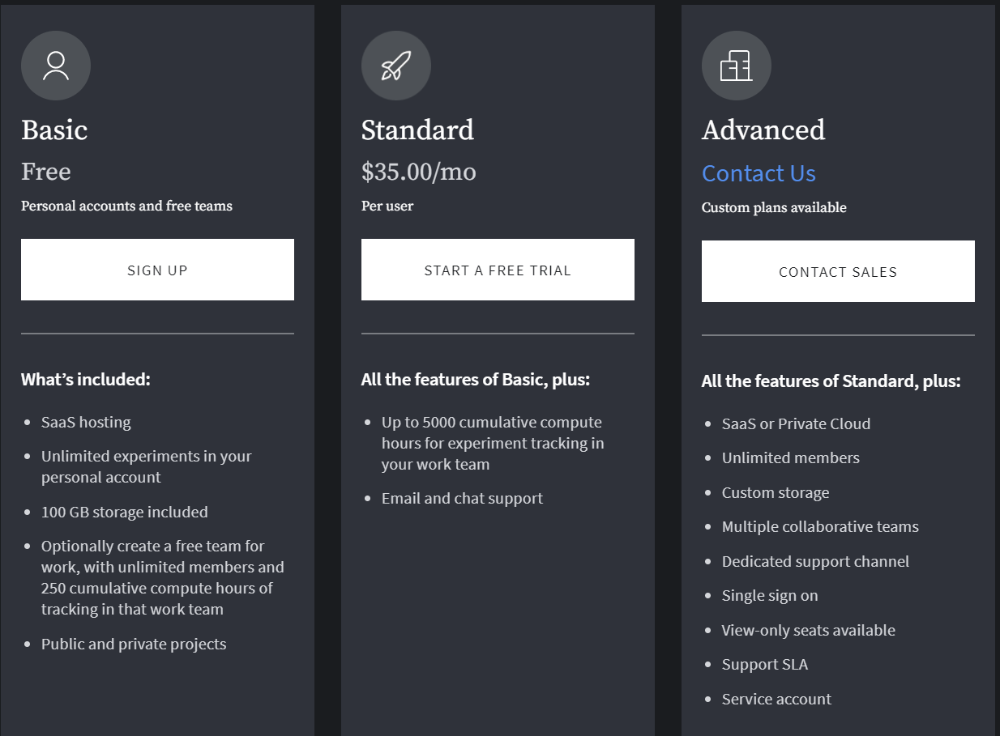 Basic
Free
Personal accounts and free teams
SIGN UP
What’s included:
• SaaS hosting
• Unlimited experiments in your
personal account
• 100 GB storage included
• Optionally create a free team for
work, with unlimited members and
250 cumulative compute hours of
tracking in that work team
• Public and private projects
Standard
$35.00/mo
Per user
START A FREE TRIAL
All the features of Basic, plus:
• Up to 5000 cumulative compute
hours for experiment tracking in
your work team
• Email and chat support
Advanced
Contact Us
Custom plans available
CONTACT SALES
All the features of Standard, plus:
• SaaS or Private Cloud
• Unlimited members
• Custom storage
• Multiple collaborative teams
• Dedicated support channel
• Single sign on
• View-only seats available
• Support SLA
• Service account